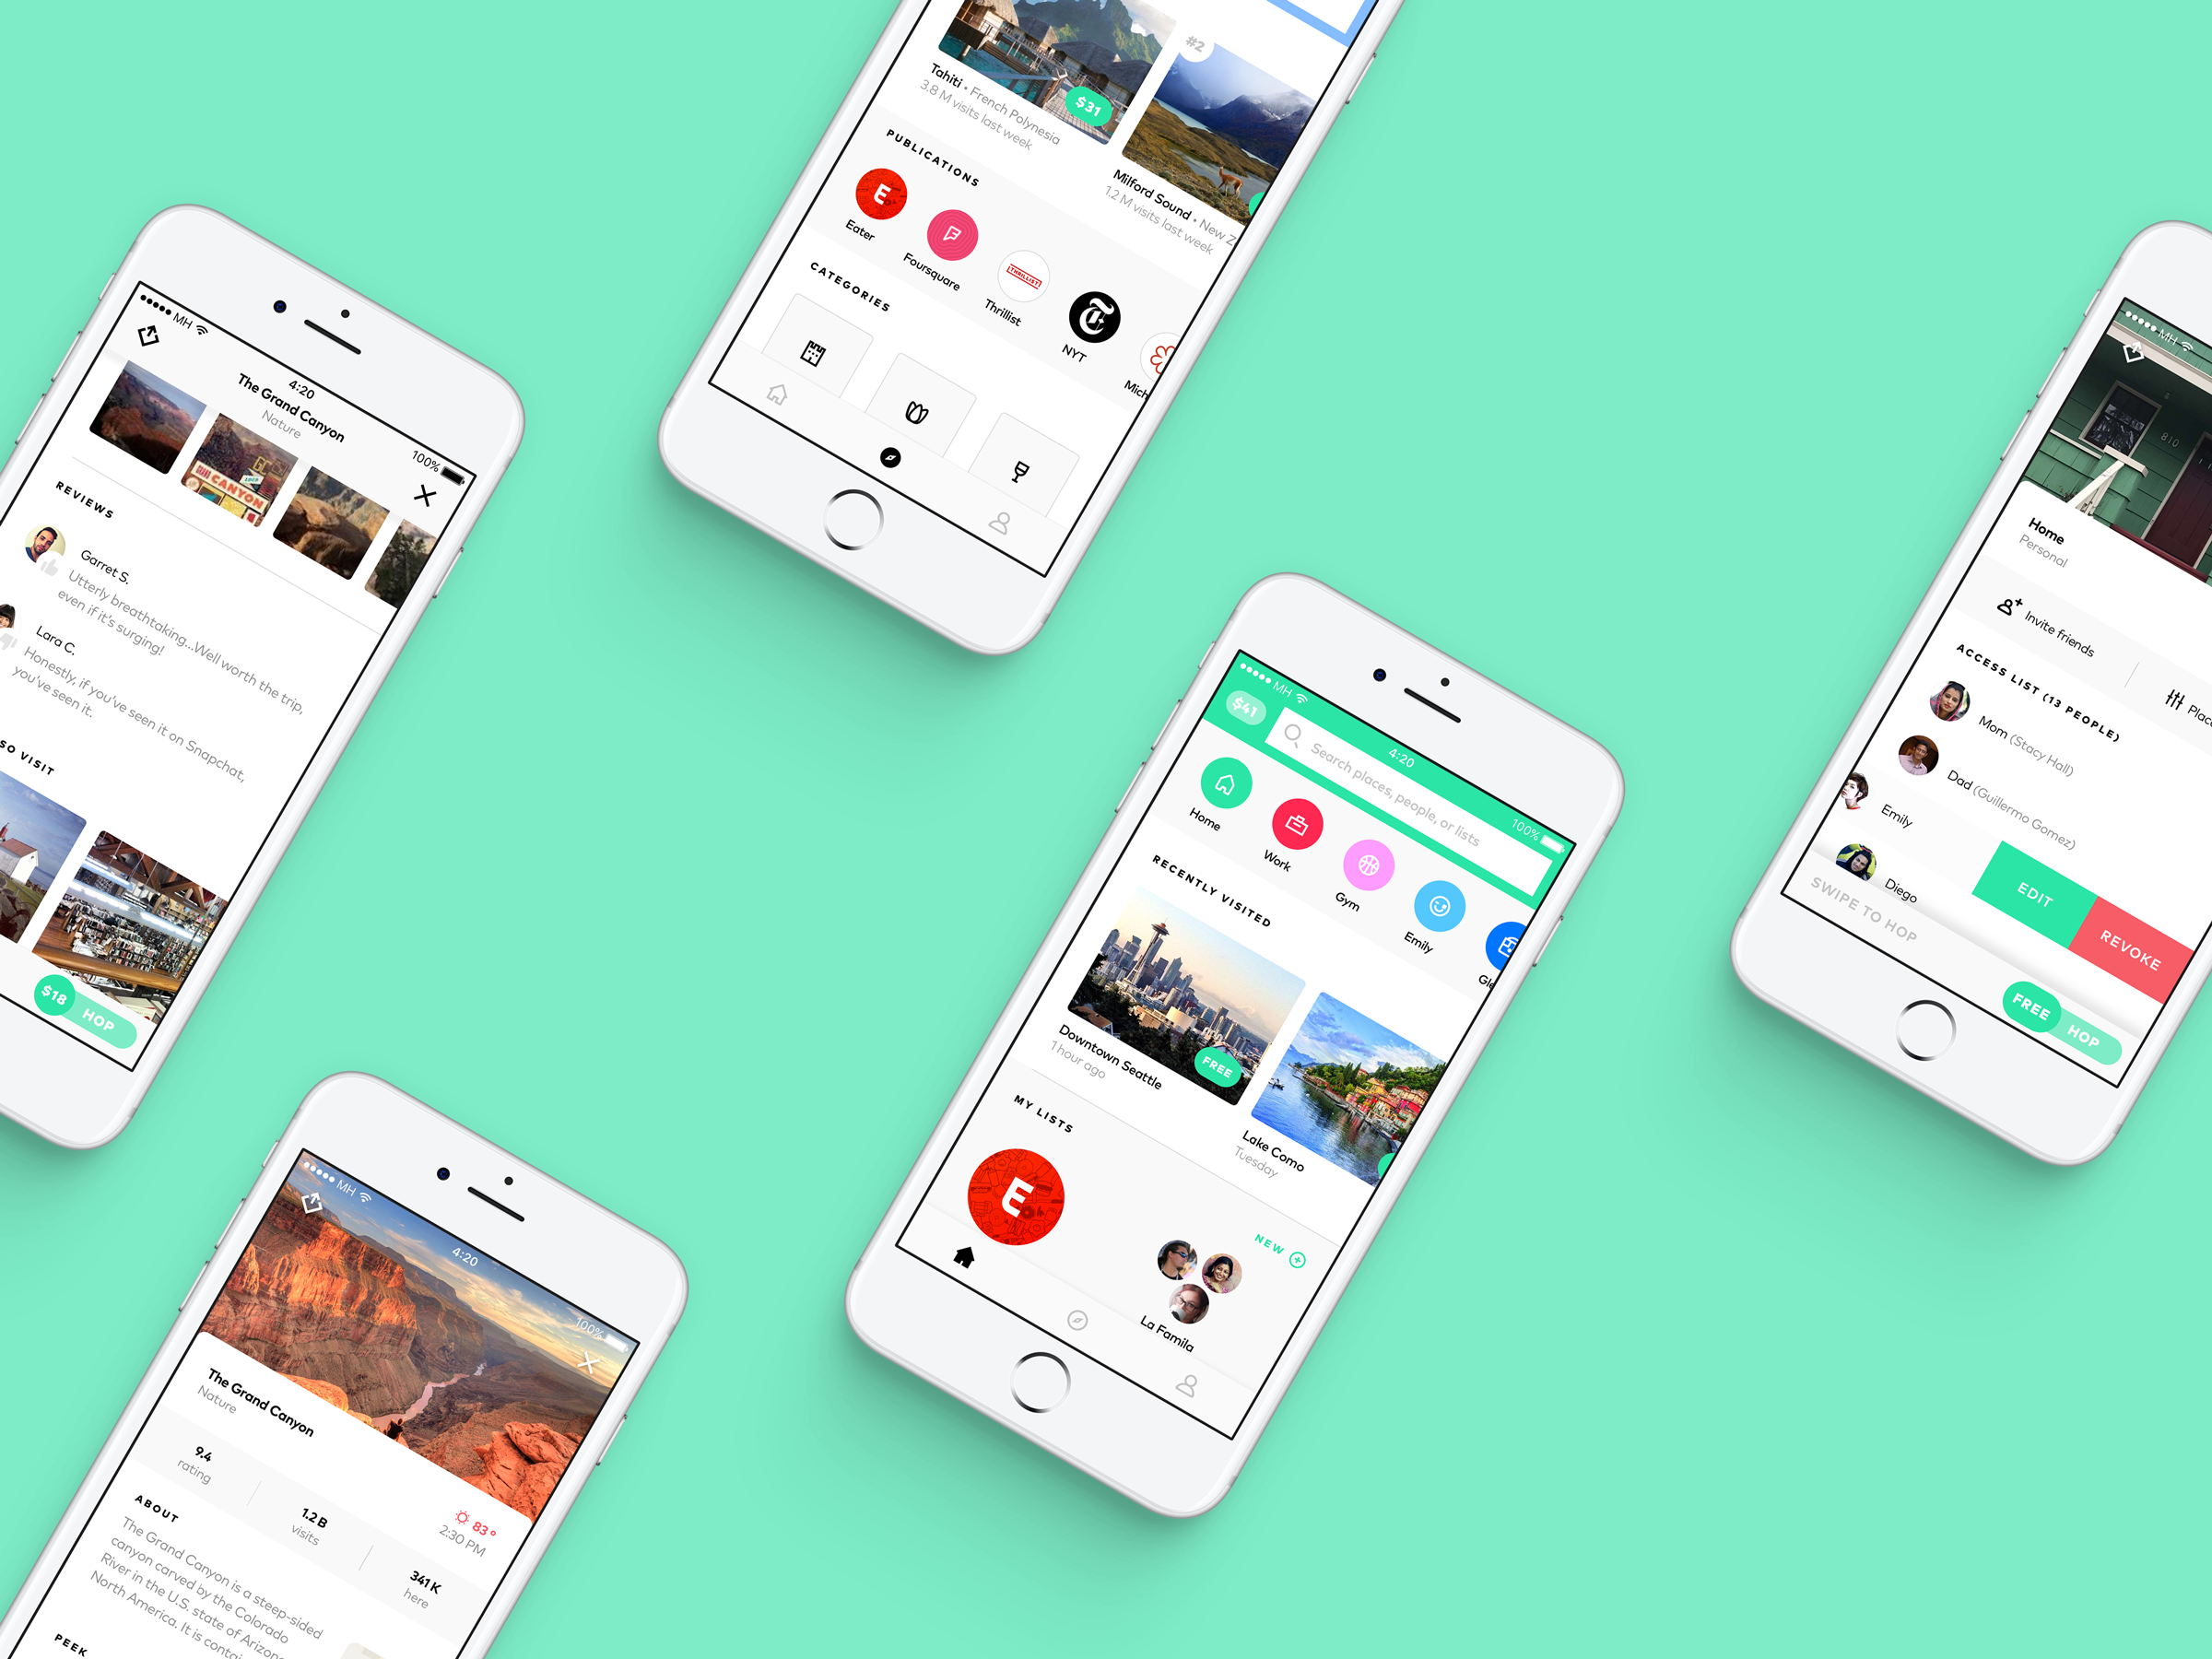 #2
Tahiti • French Polynesia
3.8 M visits last week
$31
Milford Sound • New Z
1.2 M visits last week
PUBLICATIONS
E
Eater
Foursquare
THRILLIST
Thrillist
T
NYT
Mich
CATEGORIES
MH
4:20
100%
The Grand Canyon
Nature
GRAND CANYON
REVIEWS
Garret S.
Utterly breathtaking...Well worth the trip,
even if it's surging!
Lara C.
Honestly, if you've seen it on Snapchat,
you've seen it.
SO VISIT
$18
HOP
MH
4:20
100%
The Grand Canyon
Nature
83°
2:30 PM
9.4
rating
1.2 B
visits
341 K
here
ABOUT
The Grand Canyon is a steep-sided
canyon carved by the Colorado
River in the U.S. state of Arizon
North America. It is contai
PEEK
MH
4:20
100%
$41
Search places, people, or lists
Home
Work
Gym
Emily
Gle
RECENTLY VISITED
Downtown Seattle
1 hour ago
FREE
Lake Como
Tuesday
MY LISTS
NEW
E
La Famila
MH
810
Home
Personal
Invite friends
Plac
ACCESS LIST (13 PEOPLE)
Mom (Stacy Hall)
Dad (Guillermo Gomez)
Emily
EDIT
REVOKE
Diego
SWIPE TO HOP
FREE
HOP